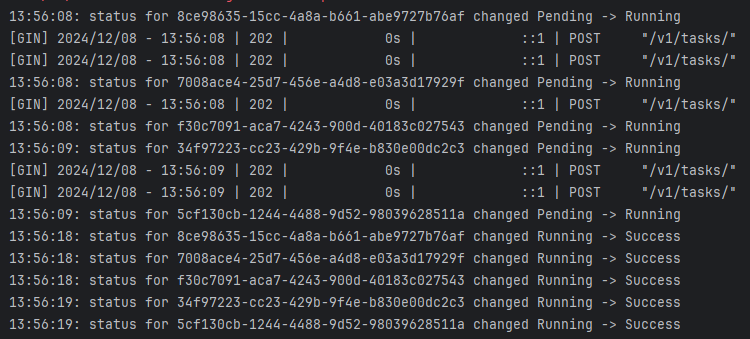 13:56:08: status for 8ce98635-15cc-4a8a-b661-abe9727b76af changed Pending -> Running
[GIN] 2024/12/08 - 13:56:08 | 202 |            0s |             ::1 | POST     "/v1/tasks/"
[GIN] 2024/12/08 - 13:56:08 | 202 |            0s |             ::1 | POST     "/v1/tasks/"
13:56:08: status for 7008ace4-25d7-456e-a4d8-e03a3d17929f changed Pending -> Running
[GIN] 2024/12/08 - 13:56:08 | 202 |            0s |             ::1 | POST     "/v1/tasks/"
13:56:08: status for f30c7091-aca7-4243-900d-40183c027543 changed Pending -> Running
13:56:09: status for 34f97223-cc23-429b-9f4e-b830e00dc2c3 changed Pending -> Running
[GIN] 2024/12/08 - 13:56:09 | 202 |            0s |             ::1 | POST     "/v1/tasks/"
[GIN] 2024/12/08 - 13:56:09 | 202 |            0s |             ::1 | POST     "/v1/tasks/"
13:56:09: status for 5cf130cb-1244-4488-9d52-98039628511a changed Pending -> Running
13:56:18: status for 8ce98635-15cc-4a8a-b661-abe9727b76af changed Running -> Success
13:56:18: status for 7008ace4-25d7-456e-a4d8-e03a3d17929f changed Running -> Success
13:56:18: status for f30c7091-aca7-4243-900d-40183c027543 changed Running -> Success
13:56:19: status for 34f97223-cc23-429b-9f4e-b830e00dc2c3 changed Running -> Success
13:56:19: status for 5cf130cb-1244-4488-9d52-98039628511a changed Running -> Success